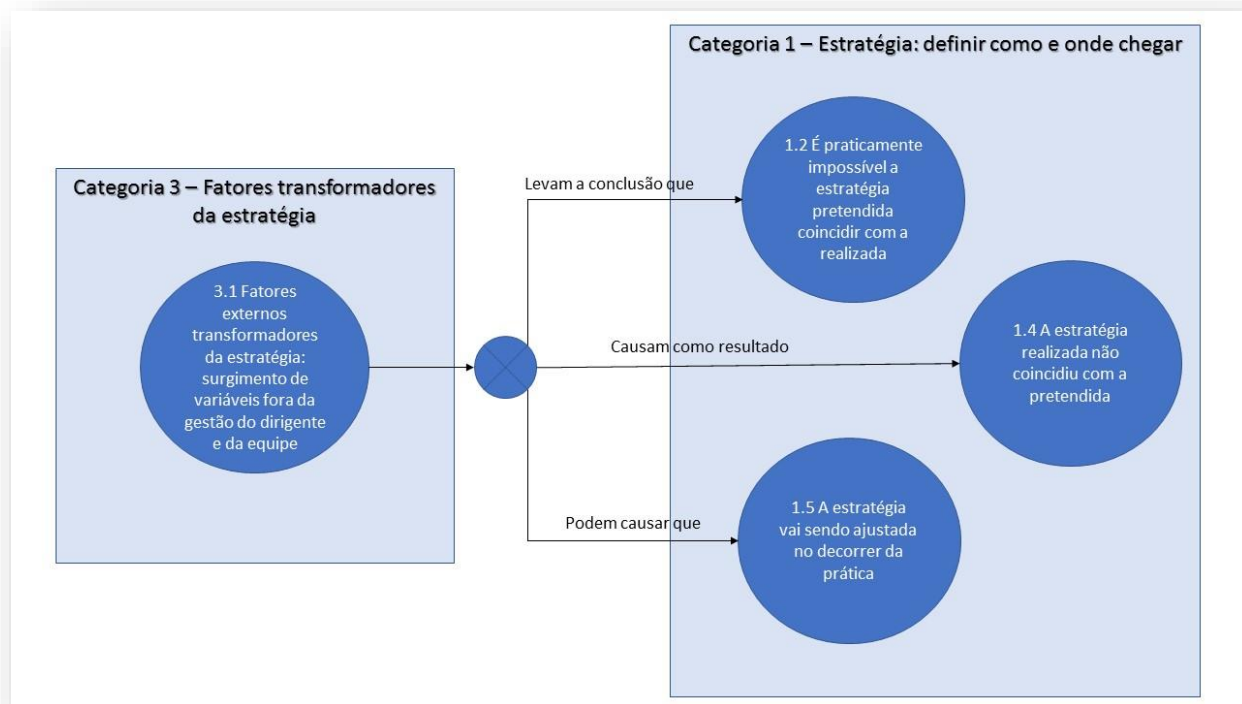 Categoria 3 – Fatores transformadores
da estratégia
3.1 Fatores
externos
transformadores
da estratégia:
surgimento de
variáveis fora da
gestão do dirigente
e da equipe
Levam a conclusão que
Causam como resultado
Podem causar que
Categoria 1 – Estratégia: definir como e onde chegar
1.2 É praticamente
impossível a
estratégia
pretendida
coincidir com a
realizada
1.4 A estratégia
realizada não
coincidiu com a
pretendida
1.5 A estratégia
vai sendo ajustada
no decorrer da
prática